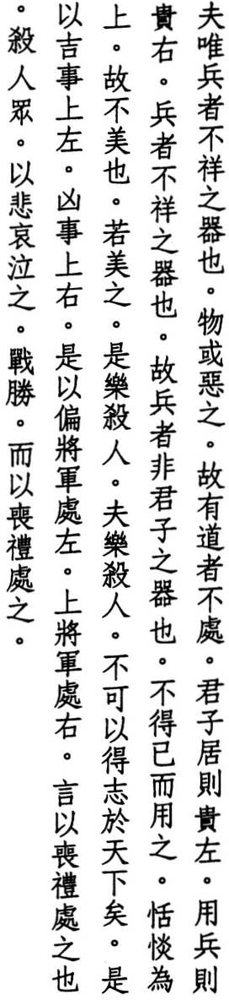 夫唯兵者不祥之器也。物或惡之。故有道者不處。君子居則貴左。用兵則
貴右。兵者不祥之器也。故兵者非君子之器也。不得已而用之。恬惔為
上。故不美也。若美之。是樂殺人。夫樂殺人。不可以得志於天下矣。是
以吉事上左。凶事上右。是以偏將軍處左。上將軍處右。言以喪禮處之也
。殺人眾。以悲哀泣之。戰勝。而以喪禮處之。